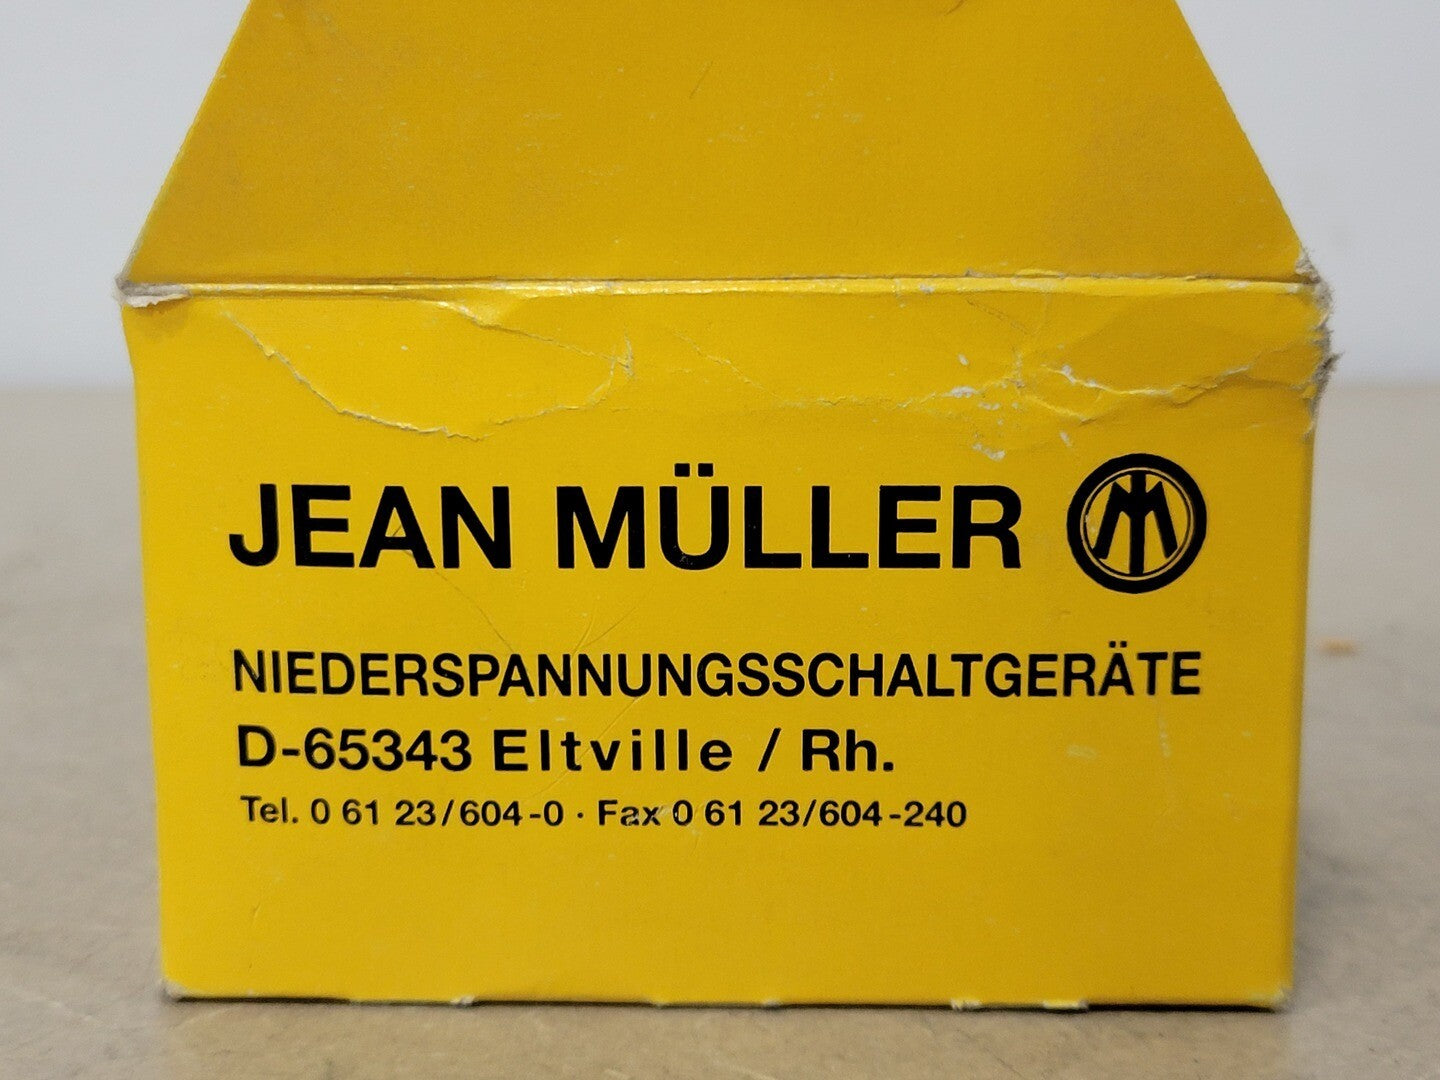 JEAN MÜLLER
NIEDERSPANNUNGSSCHALTGERÄTE
D-65343 Eltville / Rh.
Tel. 0 61 23/604-0 · Fax 0 61 23/604-240